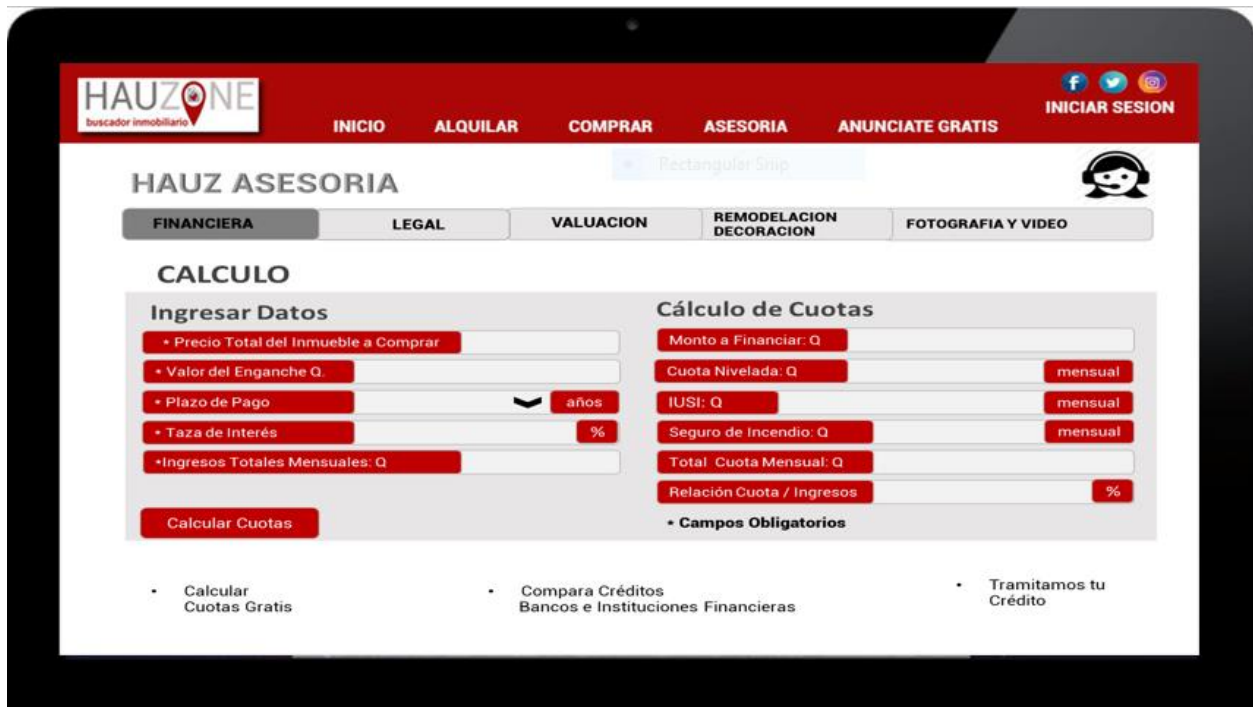 HAUZONE
buscador inmobiliario
INICIO ALQUILAR COMPRAR ASESORIA ANUNCIATE GRATIS
INICIAR SESION
Rectangular Snip
HAUZ ASESORIA
FINANCIERA LEGAL VALUACION REMODELACION DECORACION FOTOGRAFIA Y VIDEO
CALCULO
Ingresar Datos
* Precio Total del Inmueble a Comprar
* Valor del Enganche Q.
* Plazo de Pago años
* Taza de Interés %
*Ingresos Totales Mensuales: Q
Calcular Cuotas
Cálculo de Cuotas
Monto a Financiar: Q
Cuota Nivelada: Q mensual
IUSI: Q mensual
Seguro de Incendio: Q mensual
Total Cuota Mensual: Q
Relación Cuota / Ingresos %
* Campos Obligatorios
• Calcular
Cuotas Gratis
• Compara Créditos
Bancos e Instituciones Financieras
• Tramitamos tu
Crédito